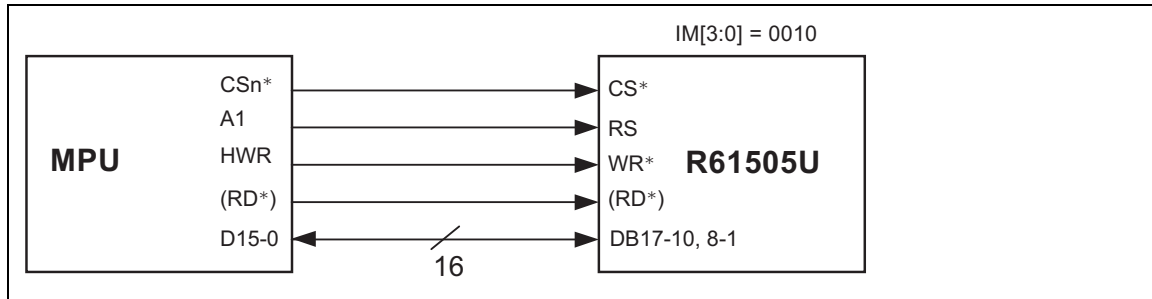 IM[3:0] = 0010
CSn* CS*
A1 RS
MPU HWR WR* R61505U
(RD*) (RD*)
D15-0 DB17-10, 8-1
16